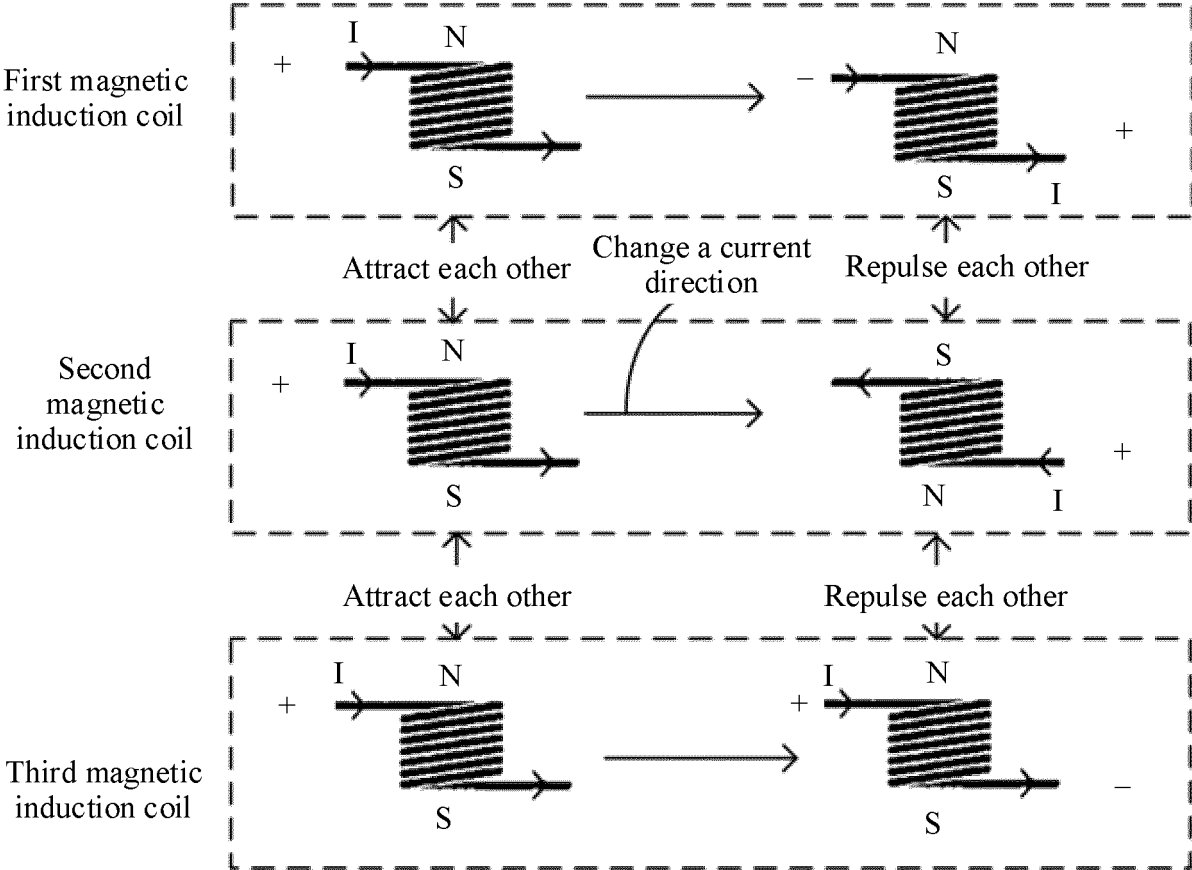 I
N
+
First magnetic
induction coil
S
N
−
+
S
I
Attract each other
Change a current
direction
Repulse each other
Second
magnetic
induction coil
I
N
+
S
S
+
N
I
Attract each other
Repulse each other
Third magnetic
induction coil
I
N
+
S
I
N
+
−
S